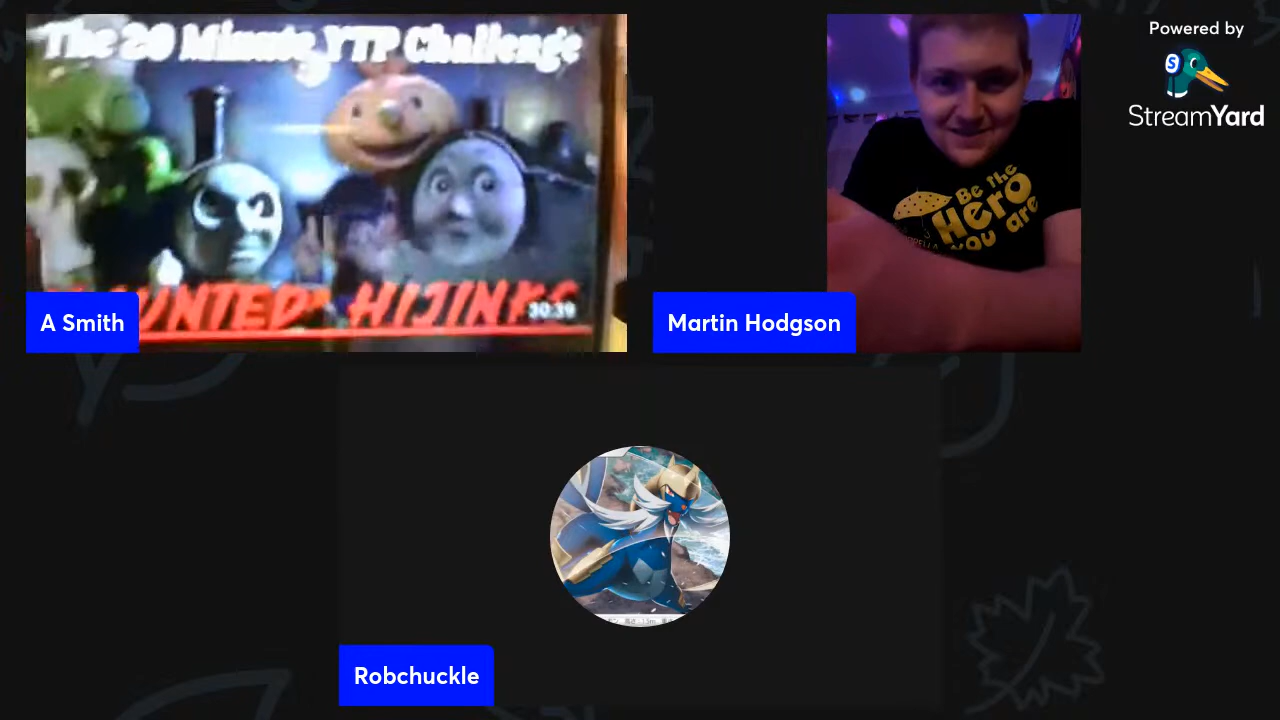 The 20 Minute YTP Challenge
HIJINKS
30:39
A Smith
Be the
Hero
you are
Martin Hodgson
Powered by
StreamYard
Robchuckle